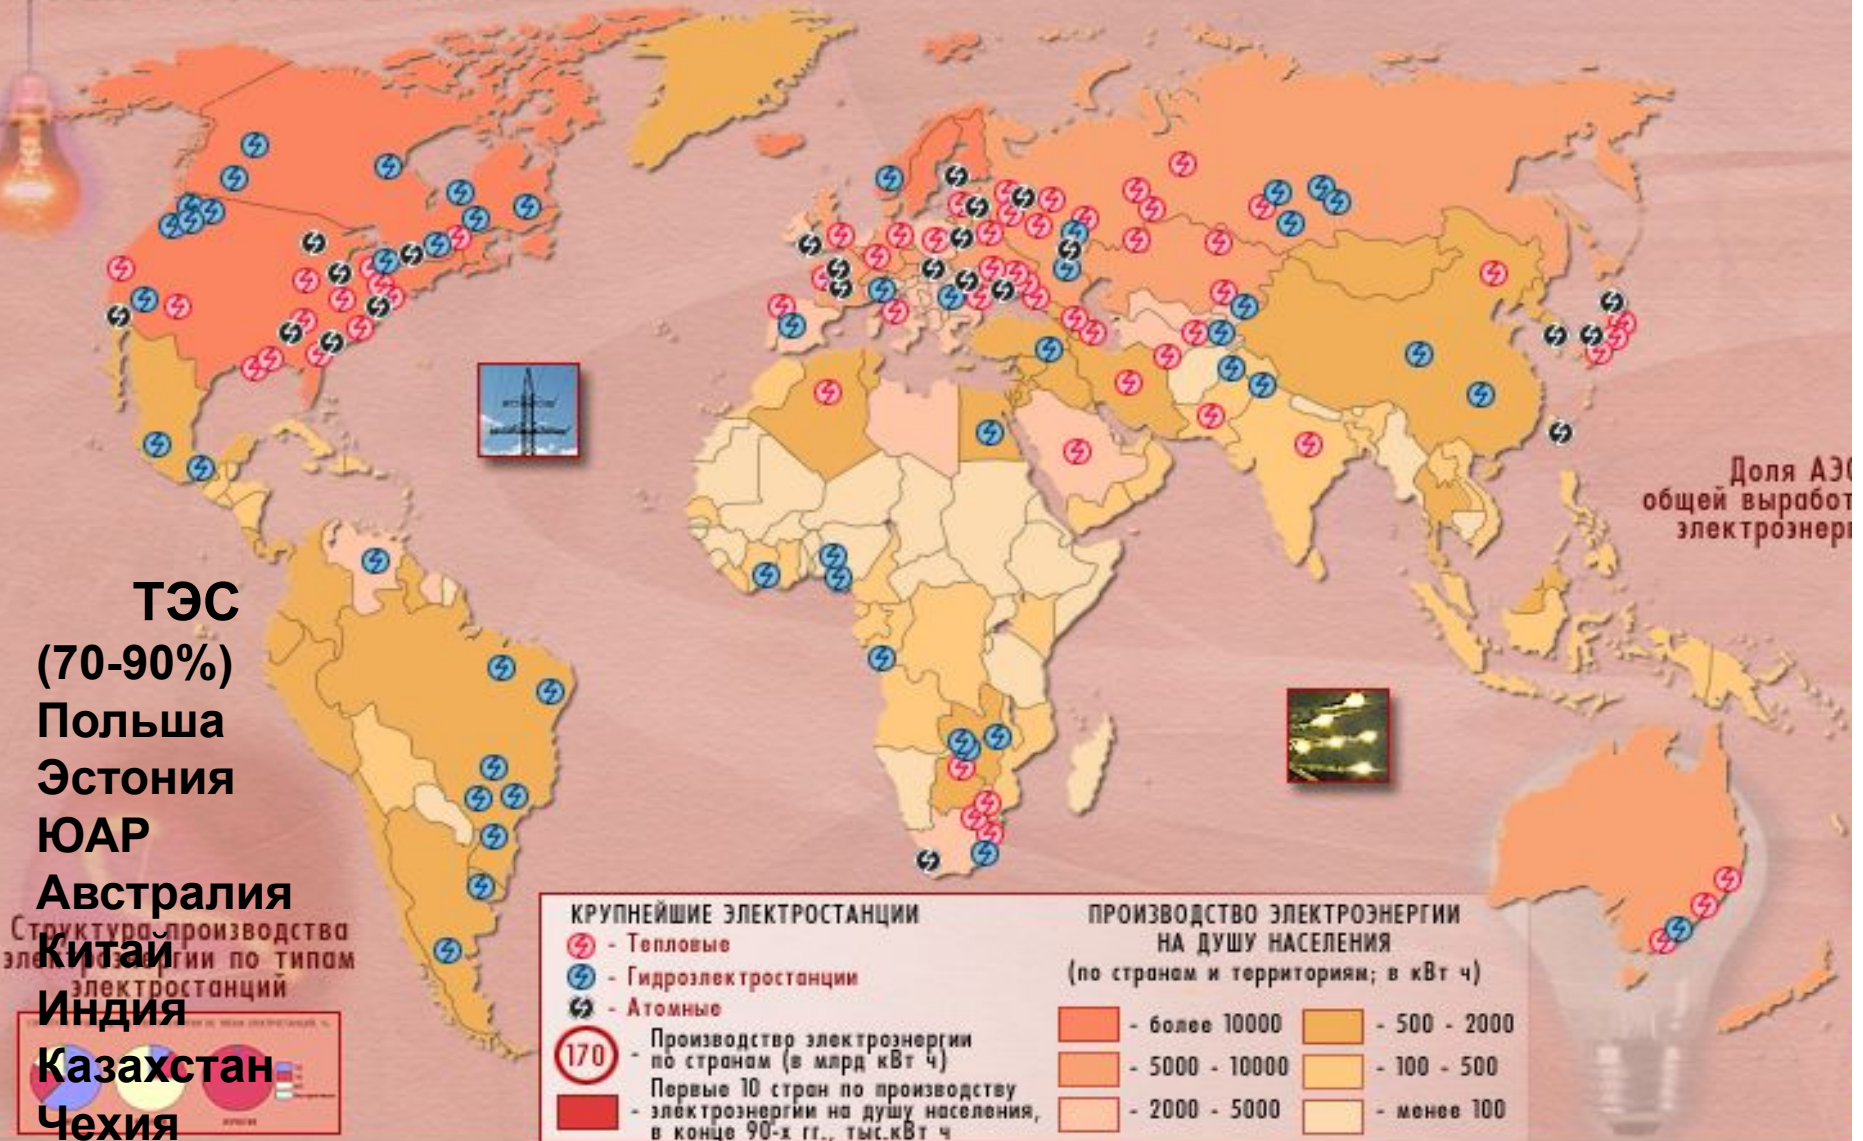 Доля АЭС
общей выработ
электроэнерг
ТЭС
(70-90%)
Польша
Эстония
ЮАР
Австралия
Китай
Индия
Казахстан
Чехия
Структура производства
электроэнергии по типам
электростанций
КРУПНЕЙШИЕ ЭЛЕКТРОСТАНЦИИ
- Тепловые
- Гидроэлектростанции
- Атомные
170 - Производство электроэнергии
по странам (в млрд кВт ч)
Первые 10 стран по производству
- электроэнергии на душу населения,
в конце 90-х гг., тыс.кВт ч
ПРОИЗВОДСТВО ЭЛЕКТРОЭНЕРГИИ
НА ДУШУ НАСЕЛЕНИЯ
(по странам и территориям; в кВт ч)
- более 10000
- 5000 - 10000
- 2000 - 5000
- 500 - 2000
- 100 - 500
- менее 100